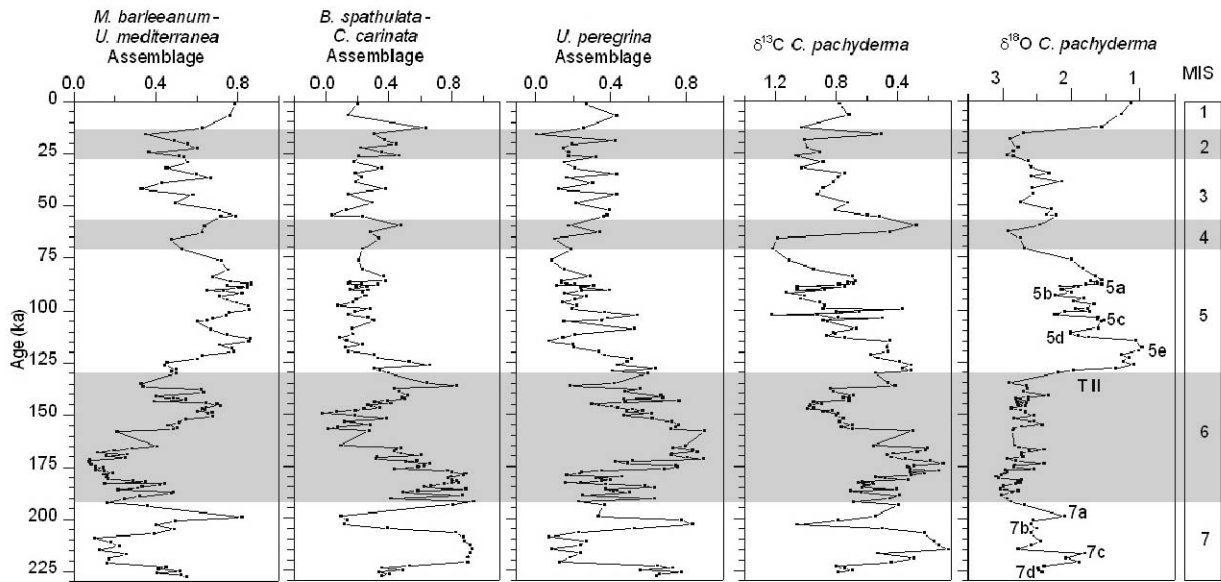 M. barleeanum-
U. mediterranea
Assemblage
B. spathulata-
C. carinata
Assemblage
U. peregrina
Assemblage
δ13C C. pachyderma
δ18O C. pachyderma
0.0 0.4 0.8
0.0 0.4 0.8
0.0 0.4 0.8
1.2 0.8 0.4
3 2 1
MIS
Age (ka)
0
25
50
75
100
125
150
175
200
225
5a
5b
5c
5d
5e
T II
7a
7b
7c
7d
1
2
3
4
5
6
7